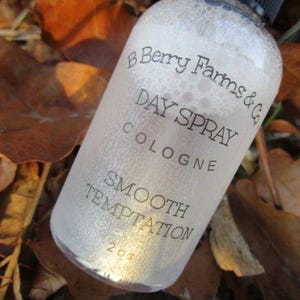 B Berry Farms & Co.
DAY SPRAY
COLOGNE
SMOOTH
TEMPTATION
2oz